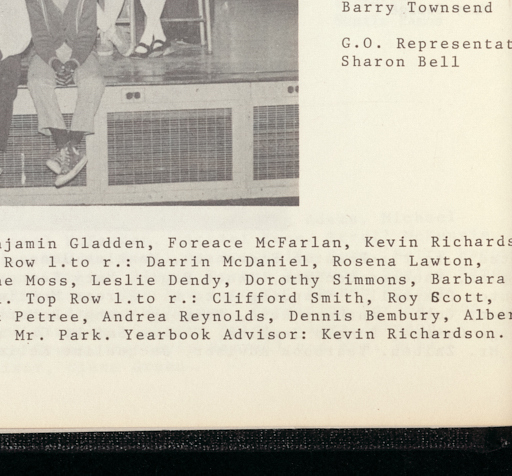 Barry Townsend
G.O. Representat
Sharon Bell
njamin Gladden, Foreace McFarlan, Kevin Richards
Row l.to r.: Darrin McDaniel, Rosena Lawton,
e Moss, Leslie Dendy, Dorothy Simmons, Barbara
. Top Row l.to r.: Clifford Smith, Roy Scott,
Petree, Andrea Reynolds, Dennis Bembury, Alber
Mr. Park. Yearbook Advisor: Kevin Richardson.